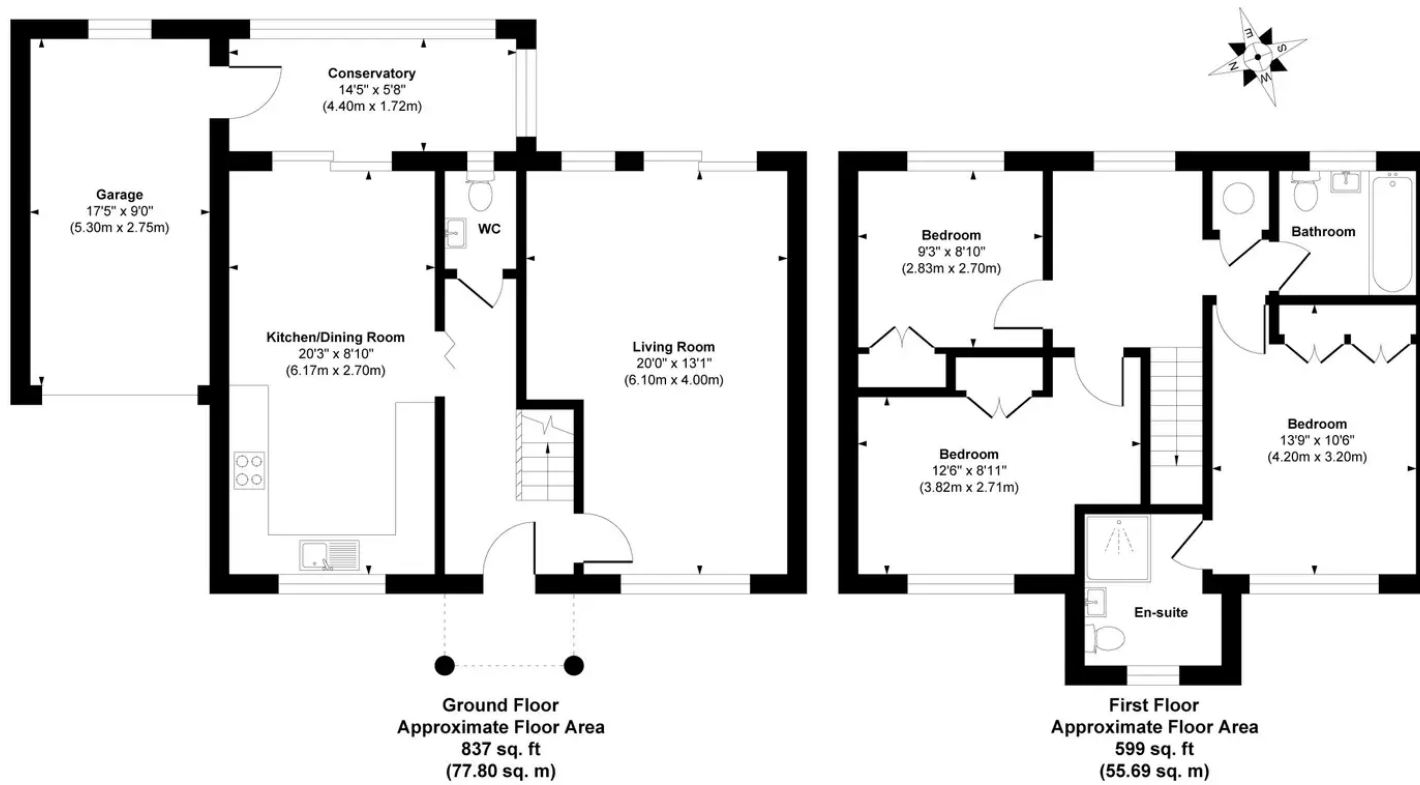 Conservatory
14'5" x 5'8"
(4.40m x 1.72m)
E
S
N
W
Garage
17'5" x 9'0"
(5.30m x 2.75m)
WC
Kitchen/Dining Room
20'3" x 8'10"
(6.17m x 2.70m)
Living Room
20'0" x 13'1"
(6.10m x 4.00m)
Bedroom
9'3" x 8'10"
(2.83m x 2.70m)
Bathroom
Bedroom
12'6" x 8'11"
(3.82m x 2.71m)
Bedroom
13'9" x 10'6"
(4.20m x 3.20m)
En-suite
Ground Floor
Approximate Floor Area
837 sq. ft
(77.80 sq. m)
First Floor
Approximate Floor Area
599 sq. ft
(55.69 sq. m)